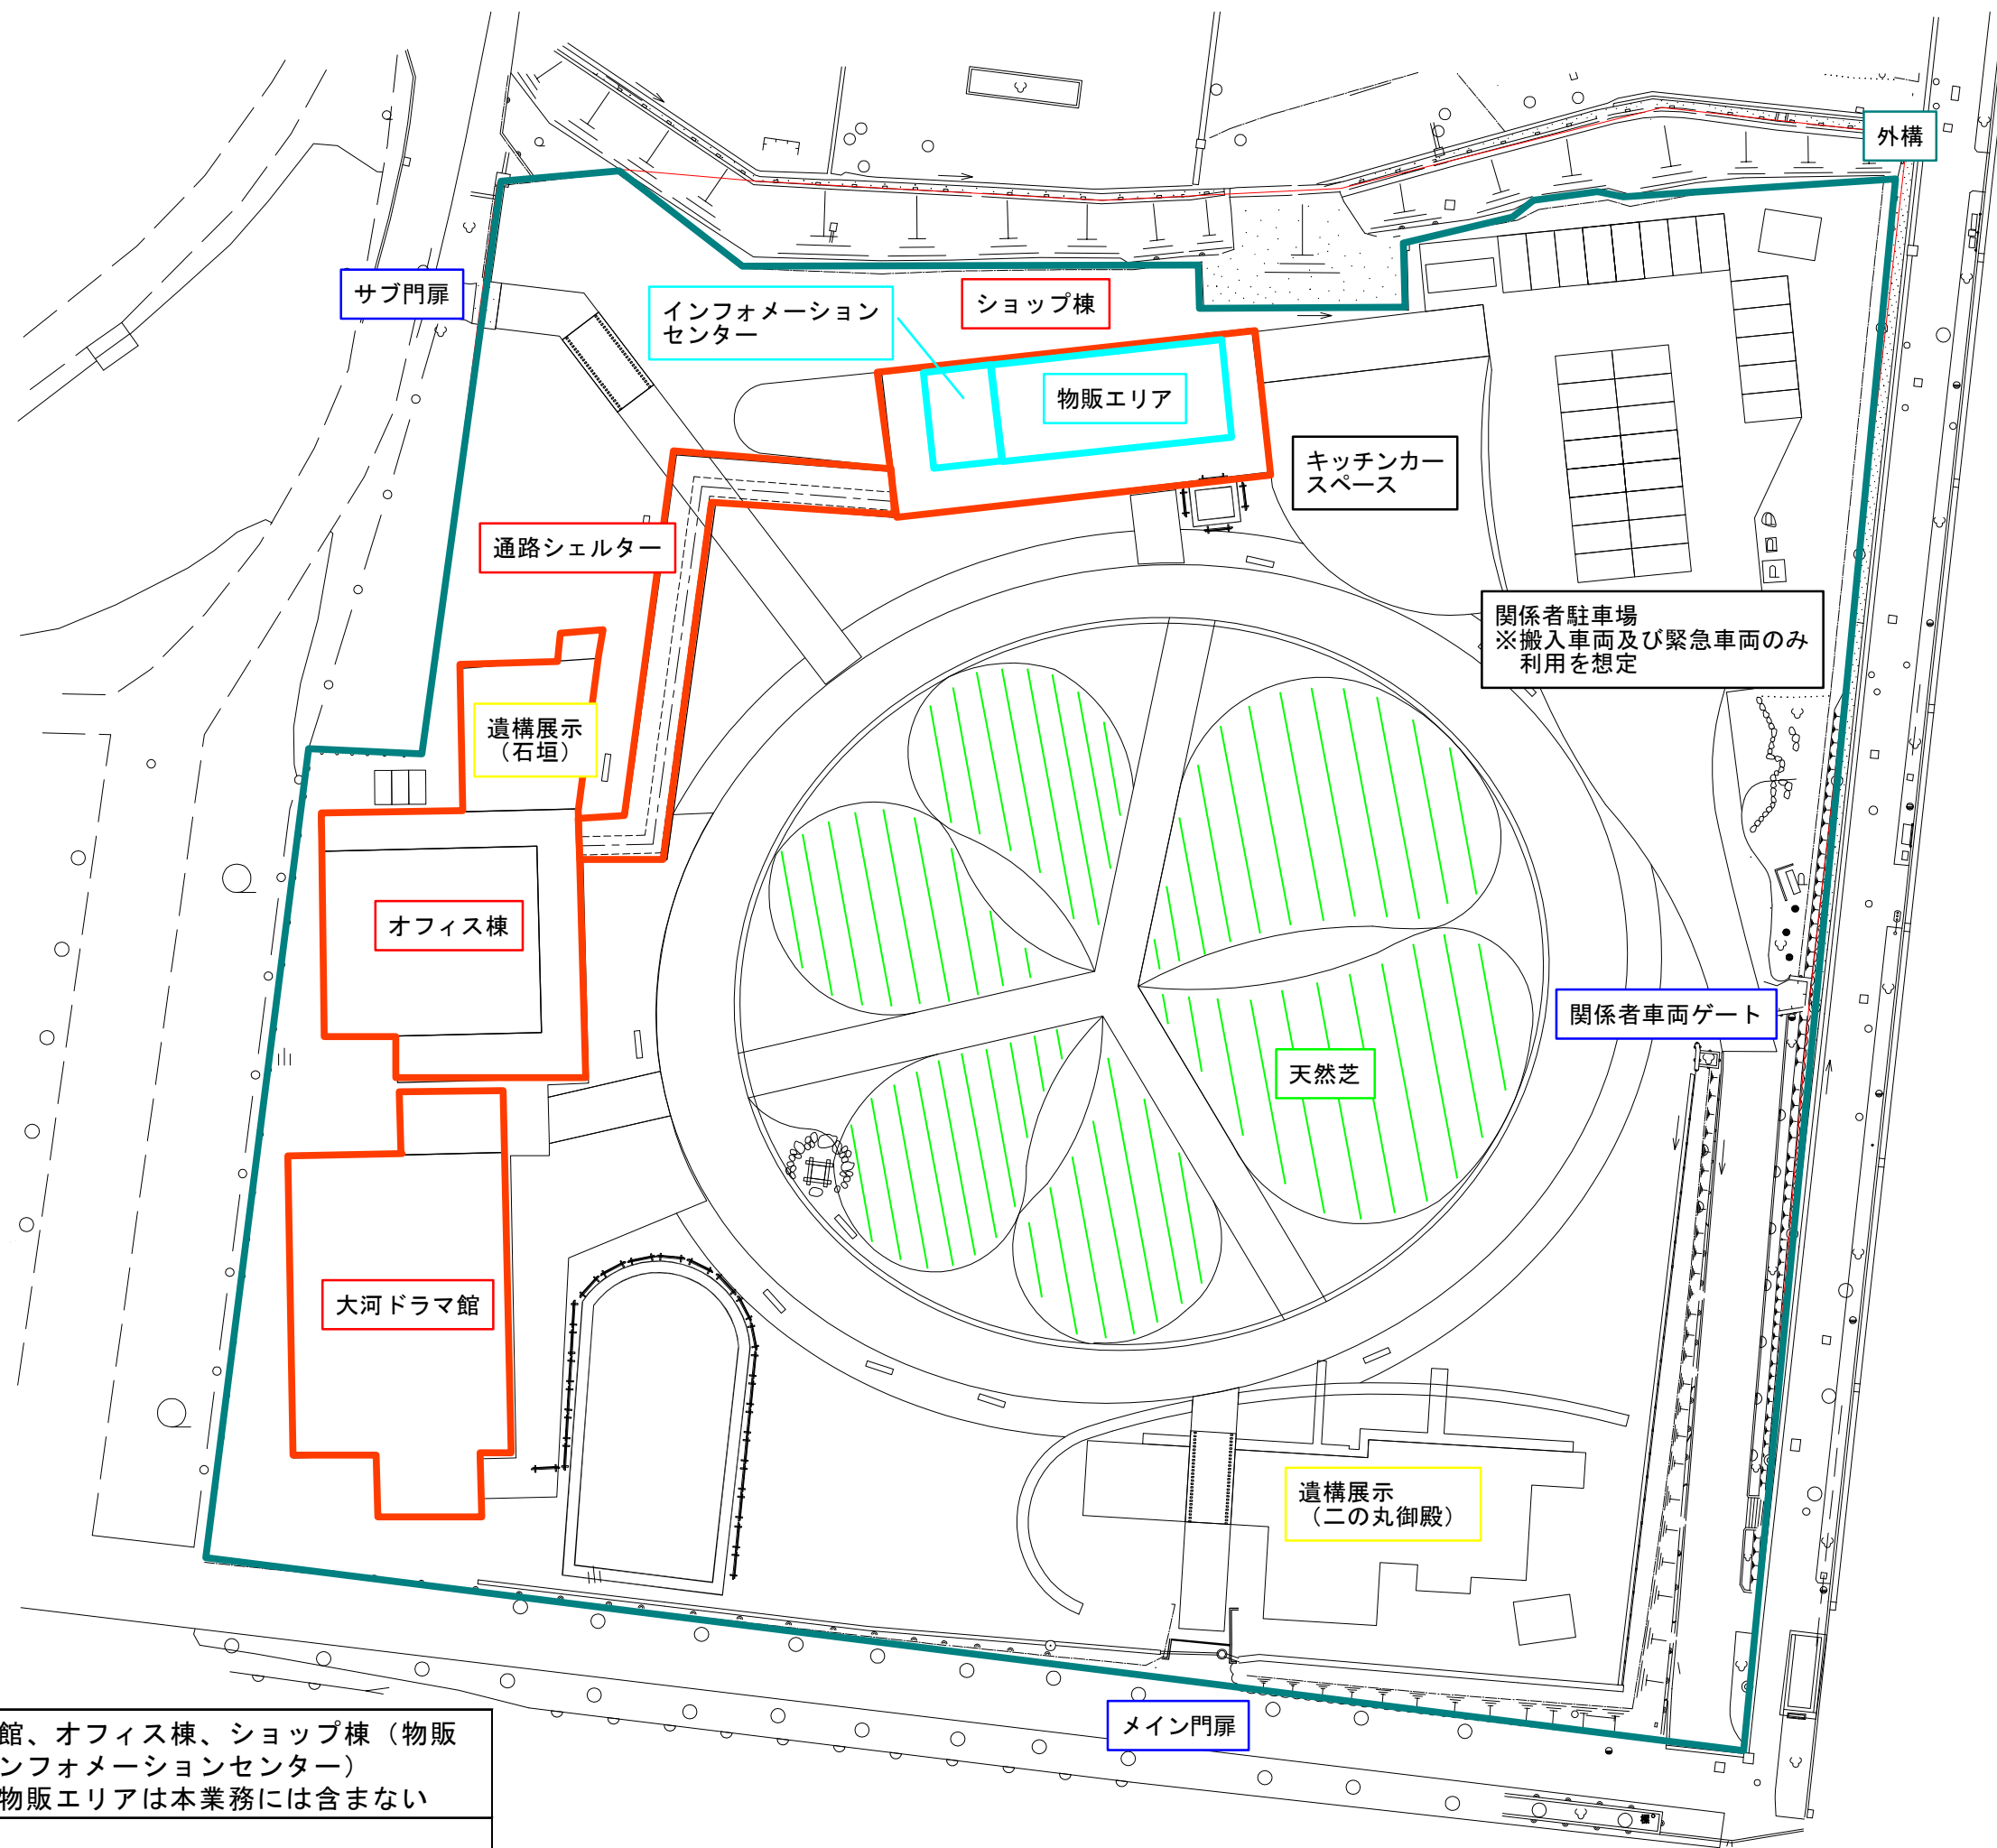 外構
サブ門扉
インフォメーション
センター
ショップ棟
物販エリア
キッチンカー
スペース
通路シェルター
関係者駐車場
※搬入車両及び緊急車両のみ
利用を想定
遺構展示
（石垣）
オフィス棟
関係者車両ゲート
天然芝
大河ドラマ館
遺構展示
（二の丸御殿）
メイン門扉
館、オフィス棟、ショップ棟（物販
ンフォメーションセンター）
物販エリアは本業務には含まない